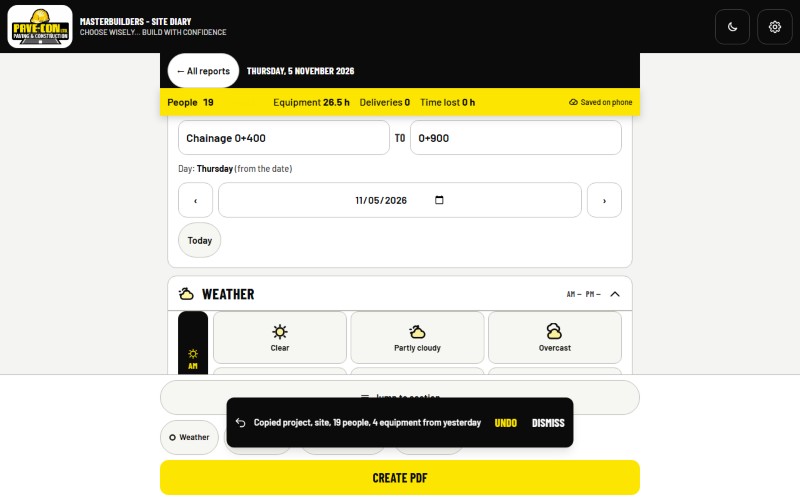 PAVE-CON LTD
PAVING & CONSTRUCTION
MASTERBUILDERS - SITE DIARY
CHOOSE WISELY... BUILD WITH CONFIDENCE
← All reports
THURSDAY, 5 NOVEMBER 2026
People 19 Equipment 26.5 h Deliveries 0 Time lost 0 h Saved on phone
Chainage 0+400 TO 0+900
Day: Thursday (from the date)
‹ 11/05/2026 ›
Today
WEATHER AM – PM –
Clear Partly cloudy Overcast
AM
Jump to section
Copied project, site, 19 people, 4 equipment from yesterday UNDO DISMISS
Weather
CREATE PDF